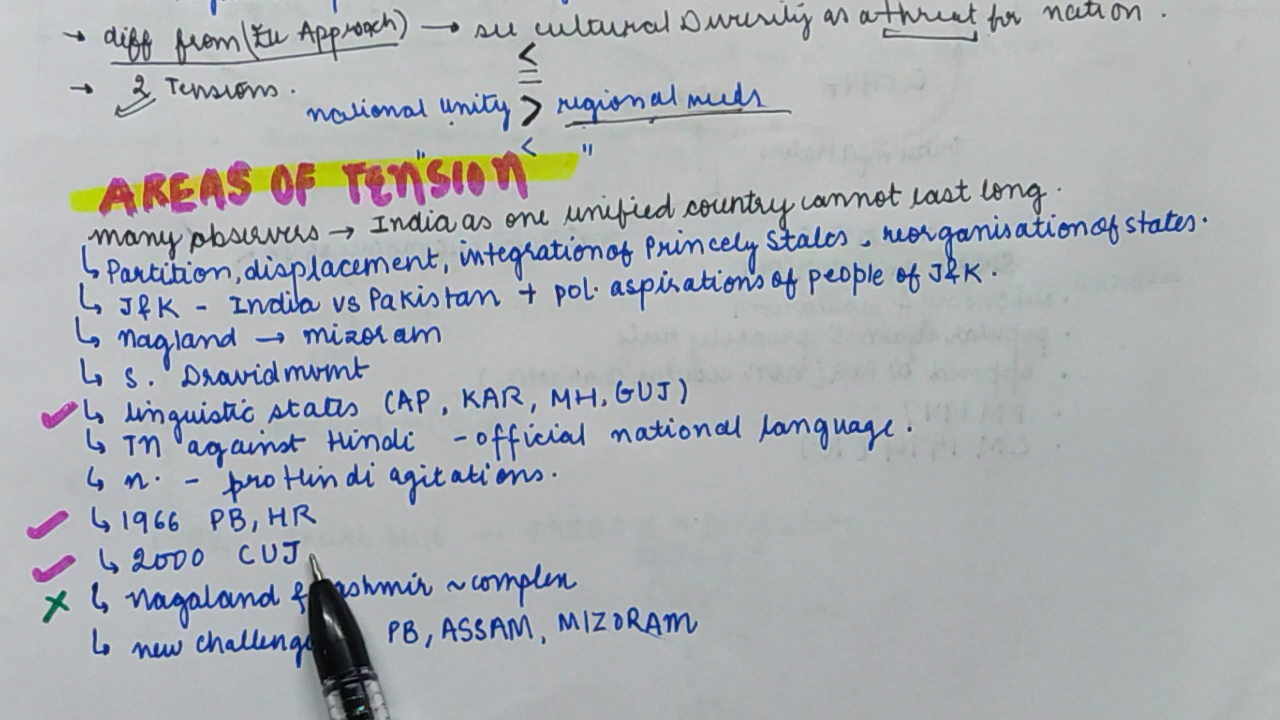 → diff from (Eu Approach) → see cultural Diversity as a threat for nation.
→ 2 Tensions. < =
national unity > regional needs
" < "
AREAS OF TENSION
many observers → India as one unified country cannot last long.
↳ Partition, displacement, integration of Princely States. reorganisation of states.
↳ J&K - India vs Pakistan + pol. aspirations of people of J&K.
↳ Nagland → mizoram
↳ S. Dravid mvmt
✓ ↳ linguistic states (AP, KAR, MH, GUJ)
↳ TN against Hindi - official national language.
↳ n. - pro Hindi agitations.
✓ ↳ 1966 PB, HR
✓ ↳ 2000 CUJ
✗ ↳ Nagaland & ashmir ~ complex
↳ new challenge PB, ASSAM, MIZORAM